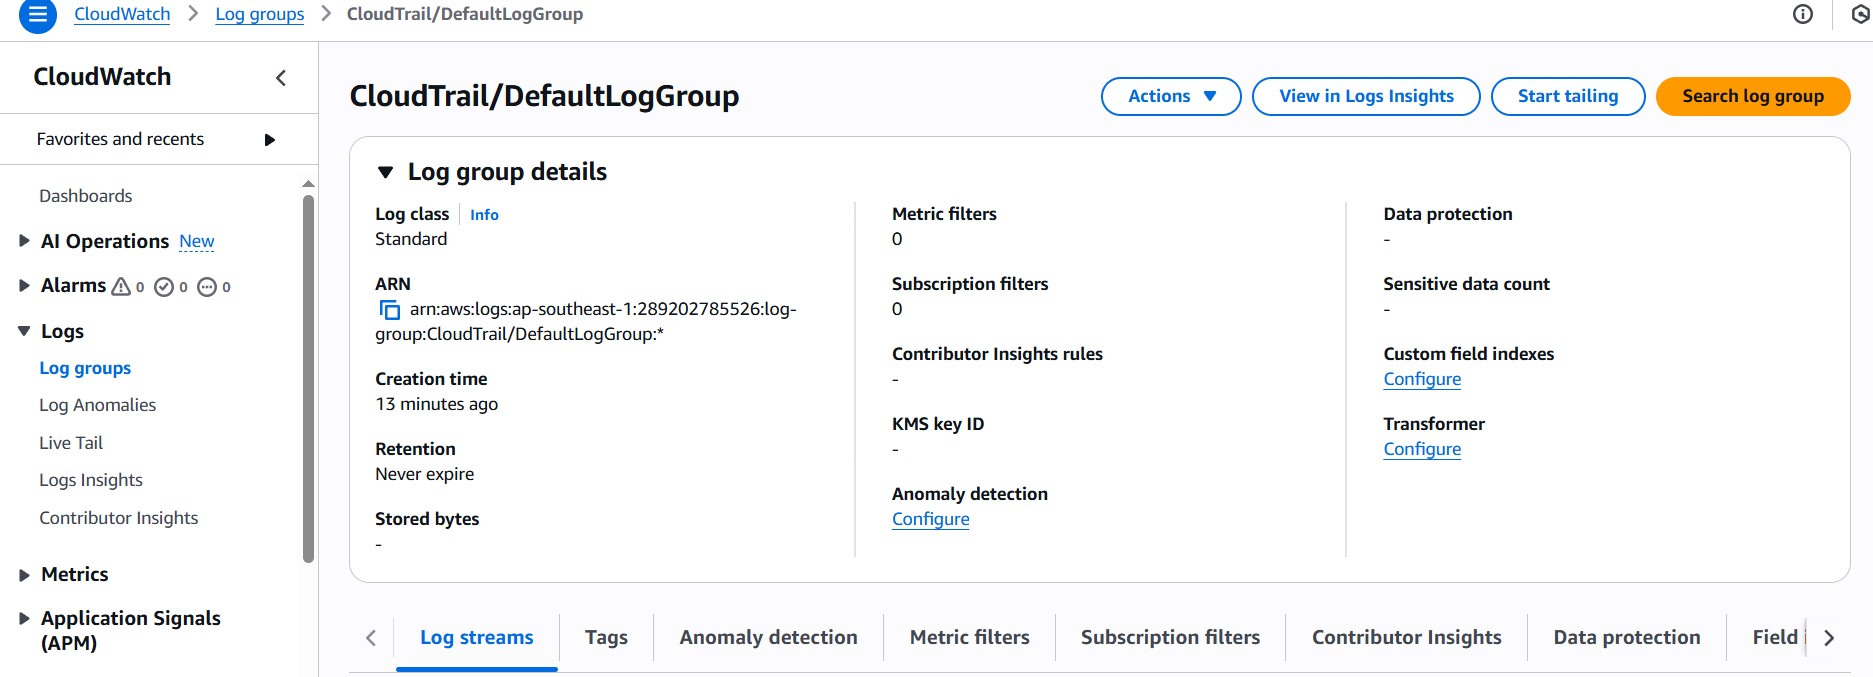 CloudWatch > Log groups > CloudTrail/DefaultLogGroup
CloudWatch
Favorites and recents
Dashboards
AI Operations New
Alarms 0 0 0
Logs
Log groups
Log Anomalies
Live Tail
Logs Insights
Contributor Insights
Metrics
Application Signals
(APM)
CloudTrail/DefaultLogGroup
Actions
View in Logs Insights
Start tailing
Search log group
Log group details
Log class Info
Standard
ARN
arn:aws:logs:ap-southeast-1:289202785526:log-
group:CloudTrail/DefaultLogGroup:*
Creation time
13 minutes ago
Retention
Never expire
Stored bytes
-
Metric filters
0
Subscription filters
0
Contributor Insights rules
-
KMS key ID
-
Anomaly detection
Configure
Data protection
-
Sensitive data count
-
Custom field indexes
Configure
Transformer
Configure
Log streams
Tags
Anomaly detection
Metric filters
Subscription filters
Contributor Insights
Data protection
Field